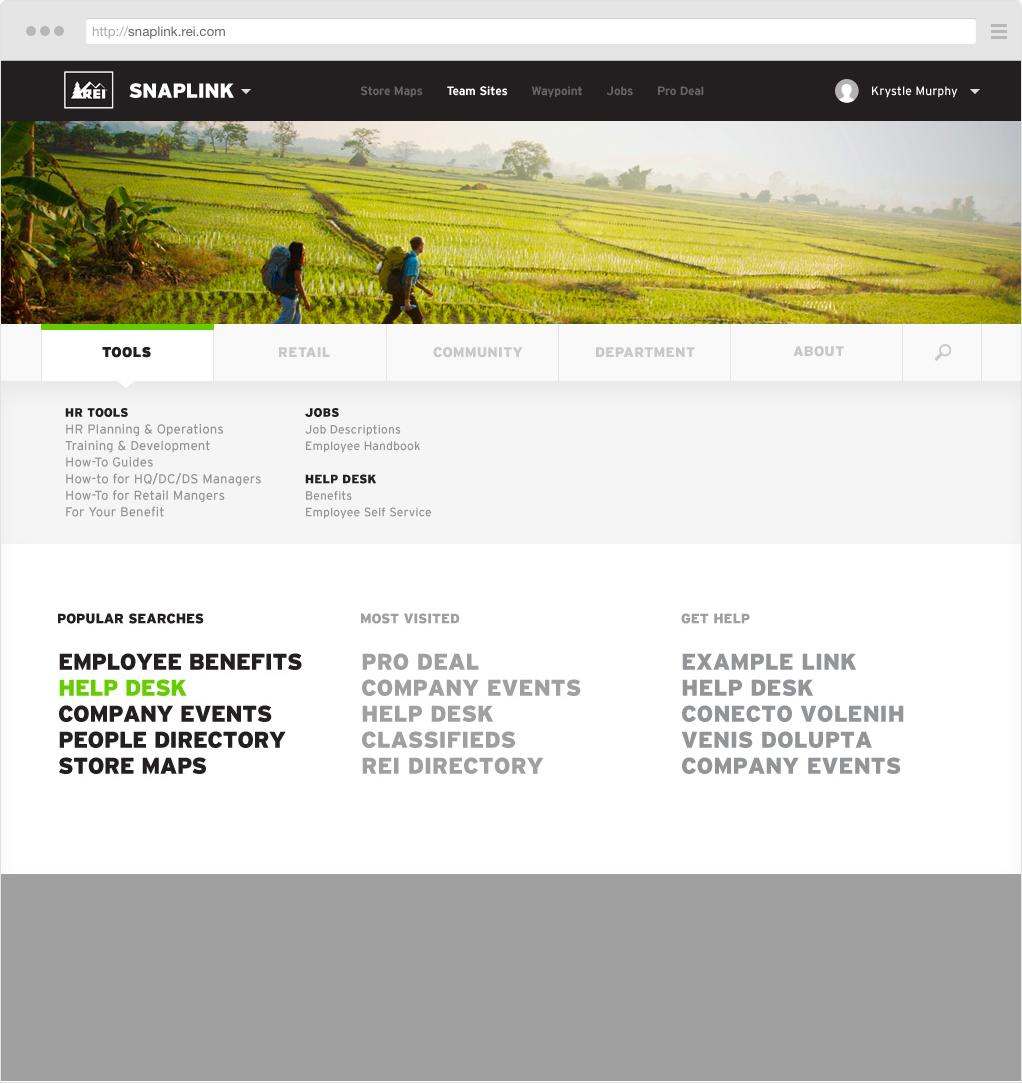 http://snaplink.rei.com
REI SNAPLINK Store Maps Team Sites Waypoint Jobs Pro Deal Krystle Murphy
TOOLS RETAIL COMMUNITY DEPARTMENT ABOUT
HR TOOLS
HR Planning & Operations
Training & Development
How-To Guides
How-to for HQ/DC/DS Managers
How-To for Retail Mangers
For Your Benefit
JOBS
Job Descriptions
Employee Handbook
HELP DESK
Benefits
Employee Self Service
POPULAR SEARCHES
EMPLOYEE BENEFITS
HELP DESK
COMPANY EVENTS
PEOPLE DIRECTORY
STORE MAPS
MOST VISITED
PRO DEAL
COMPANY EVENTS
HELP DESK
CLASSIFIEDS
REI DIRECTORY
GET HELP
EXAMPLE LINK
HELP DESK
CONECTO VOLENIH
VENIS DOLUPTA
COMPANY EVENTS